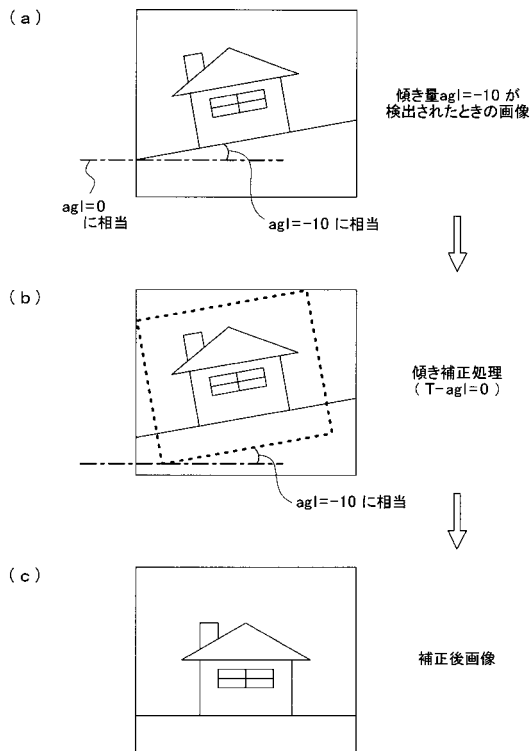 (a)
傾き量agl=-10 が
検出されたときの画像
agl=0
に相当
agl=-10 に相当
(b)
傾き補正処理
( T-agl=0 )
agl=-10 に相当
(c)
補正後画像